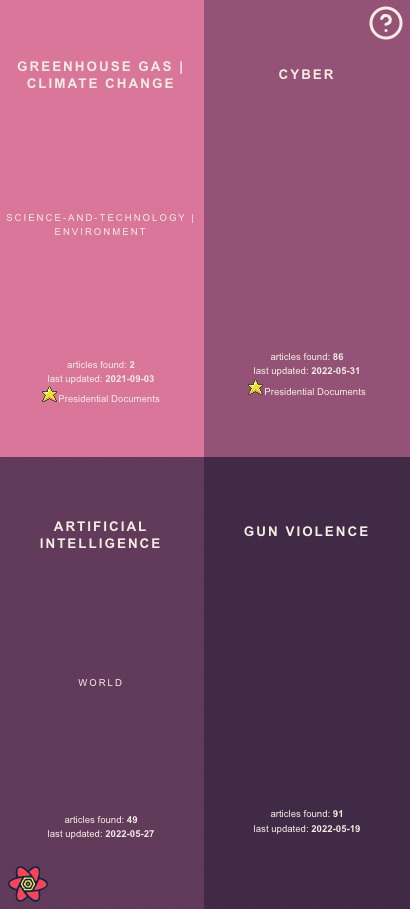 GREENHOUSE GAS |
CLIMATE CHANGE
SCIENCE-AND-TECHNOLOGY |
ENVIRONMENT
articles found: 2
last updated: 2021-09-03
Presidential Documents
?
CYBER
articles found: 86
last updated: 2022-05-31
Presidential Documents
ARTIFICIAL
INTELLIGENCE
WORLD
articles found: 49
last updated: 2022-05-27
GUN VIOLENCE
articles found: 91
last updated: 2022-05-19